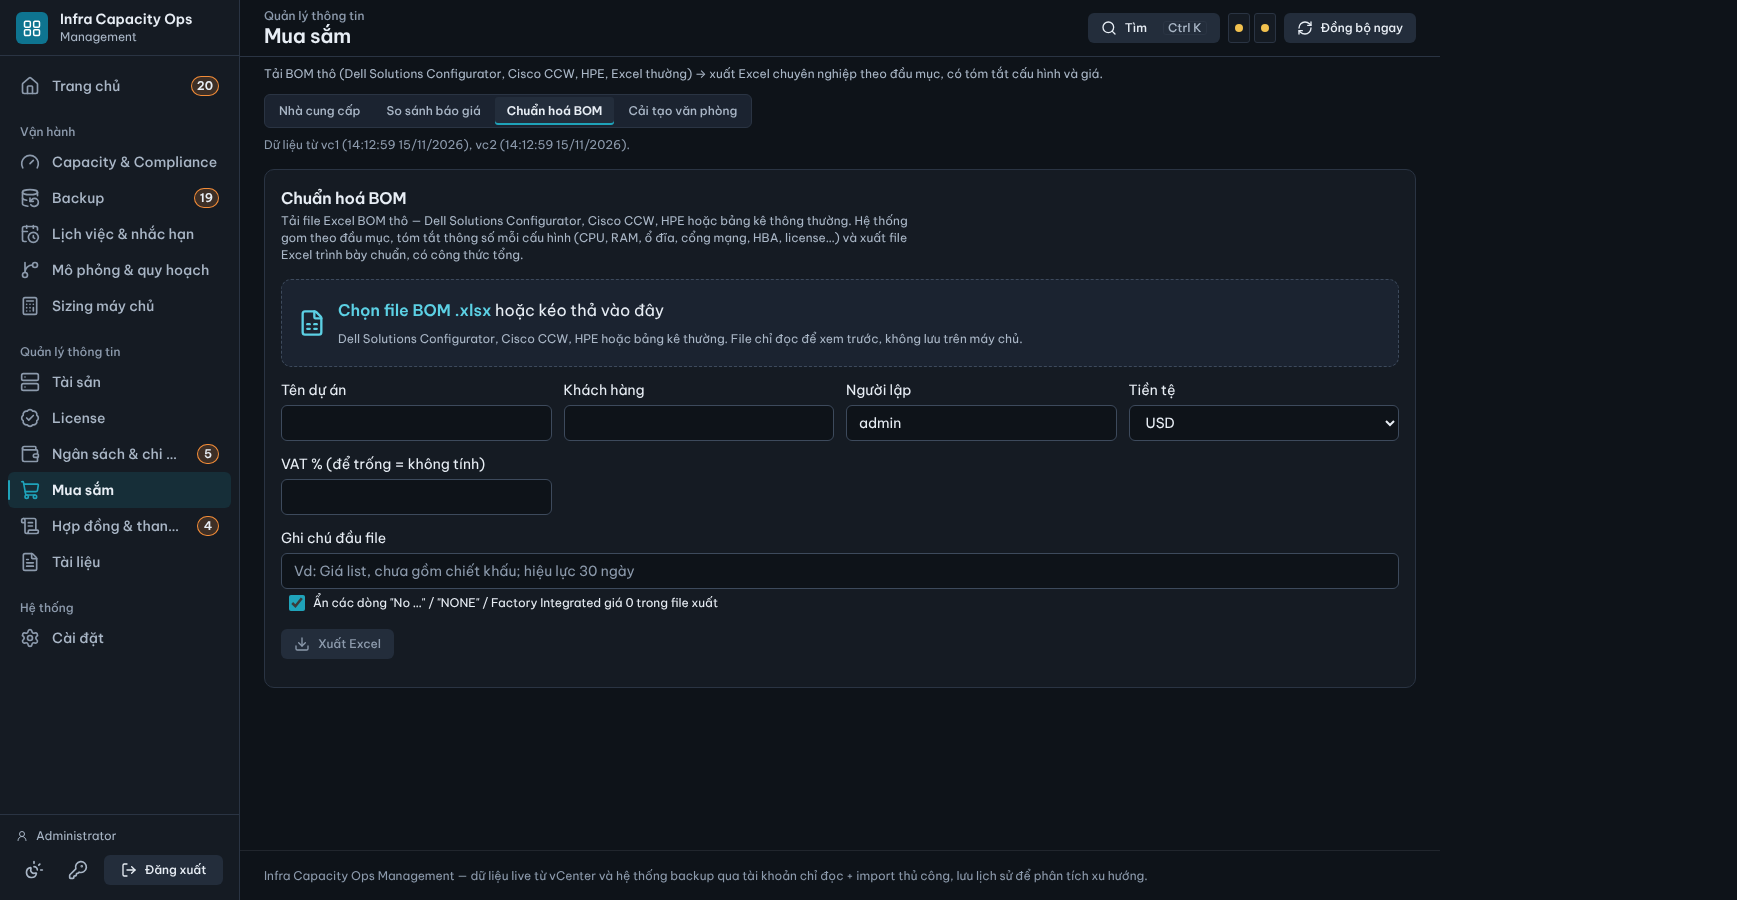 Infra Capacity Ops
Management
Trang chủ 20
Vận hành
Capacity & Compliance
Backup 19
Lịch việc & nhắc hạn
Mô phỏng & quy hoạch
Sizing máy chủ
Quản lý thông tin
Tài sản
License
Ngân sách & chi ... 5
Mua sắm
Hợp đồng & than... 4
Tài liệu
Hệ thống
Cài đặt
Administrator
Đăng xuất
Quản lý thông tin
Mua sắm
Tìm Ctrl K
Đồng bộ ngay
Tải BOM thô (Dell Solutions Configurator, Cisco CCW, HPE, Excel thường) → xuất Excel chuyên nghiệp theo đầu mục, có tóm tắt cấu hình và giá.
Nhà cung cấp So sánh báo giá Chuẩn hoá BOM Cải tạo văn phòng
Dữ liệu từ vc1 (14:12:59 15/11/2026), vc2 (14:12:59 15/11/2026).
Chuẩn hoá BOM
Tải file Excel BOM thô — Dell Solutions Configurator, Cisco CCW, HPE hoặc bảng kê thông thường. Hệ thống
gom theo đầu mục, tóm tắt thông số mỗi cấu hình (CPU, RAM, ổ đĩa, cổng mạng, HBA, license...) và xuất file
Excel trình bày chuẩn, có công thức tổng.
Chọn file BOM .xlsx hoặc kéo thả vào đây
Dell Solutions Configurator, Cisco CCW, HPE hoặc bảng kê thường. File chỉ đọc để xem trước, không lưu trên máy chủ.
Tên dự án Khách hàng Người lập Tiền tệ
admin USD
VAT % (để trống = không tính)
Ghi chú đầu file
Vd: Giá list, chưa gồm chiết khấu; hiệu lực 30 ngày
Ẩn các dòng "No ..." / "NONE" / Factory Integrated giá 0 trong file xuất
Xuất Excel
Infra Capacity Ops Management — dữ liệu live từ vCenter và hệ thống backup qua tài khoản chỉ đọc + import thủ công, lưu lịch sử để phân tích xu hướng.